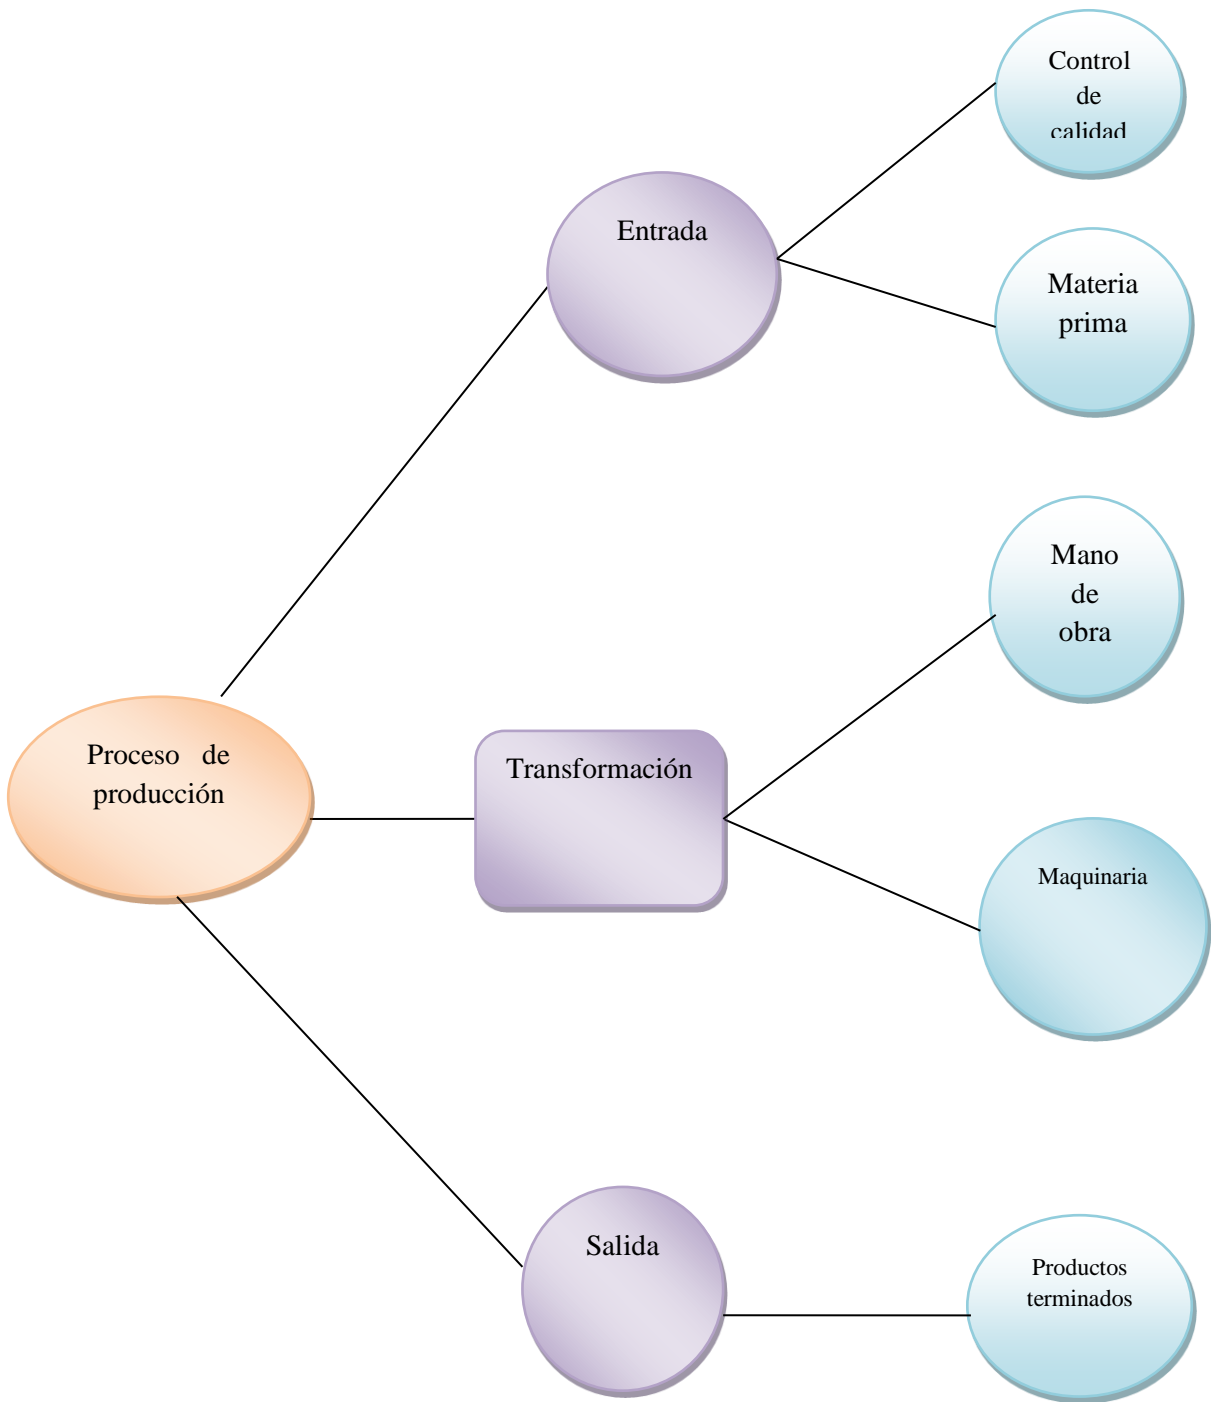 Control
de
calidad
Entrada
Materia
prima
Mano
de
obra
Proceso de
producción
Transformación
Maquinaria
Salida
Productos
terminados